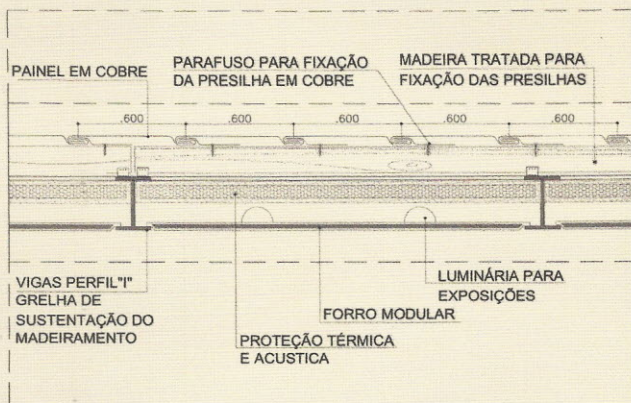 PAINEL EM COBRE
PARAFUSO PARA FIXAÇÃO
DA PRESILHA EM COBRE
MADEIRA TRATADA PARA
FIXAÇÃO DAS PRESILHAS
.600 .600 .600 .600 .600
VIGAS PERFIL"I"
GRELHA DE
SUSTENTAÇÃO DO
MADEIRAMENTO
PROTEÇÃO TÉRMICA
E ACUSTICA
FORRO MODULAR
LUMINÁRIA PARA
EXPOSIÇÕES